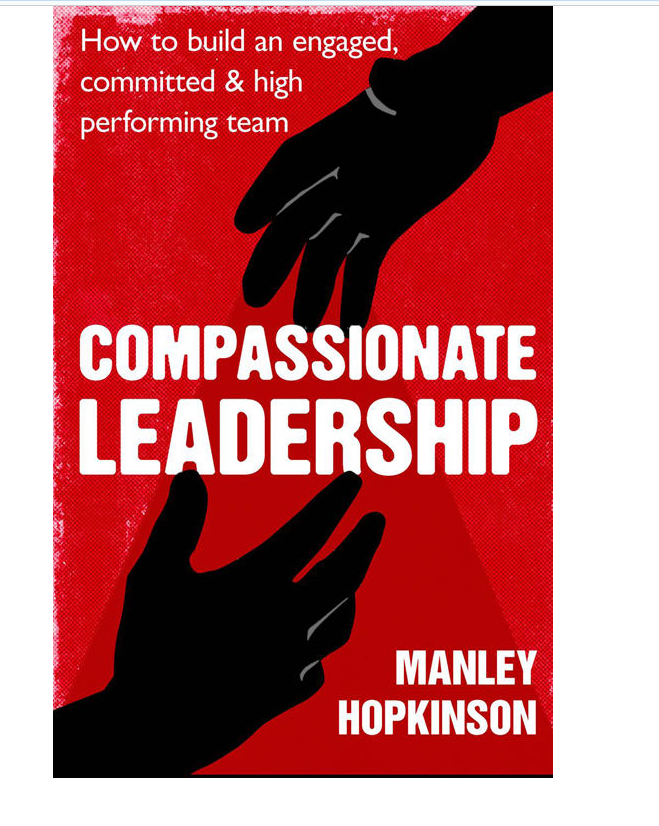 How to build an engaged,
committed & high
performing team
COMPASSIONATE
LEADERSHIP
MANLEY
HOPKINSON